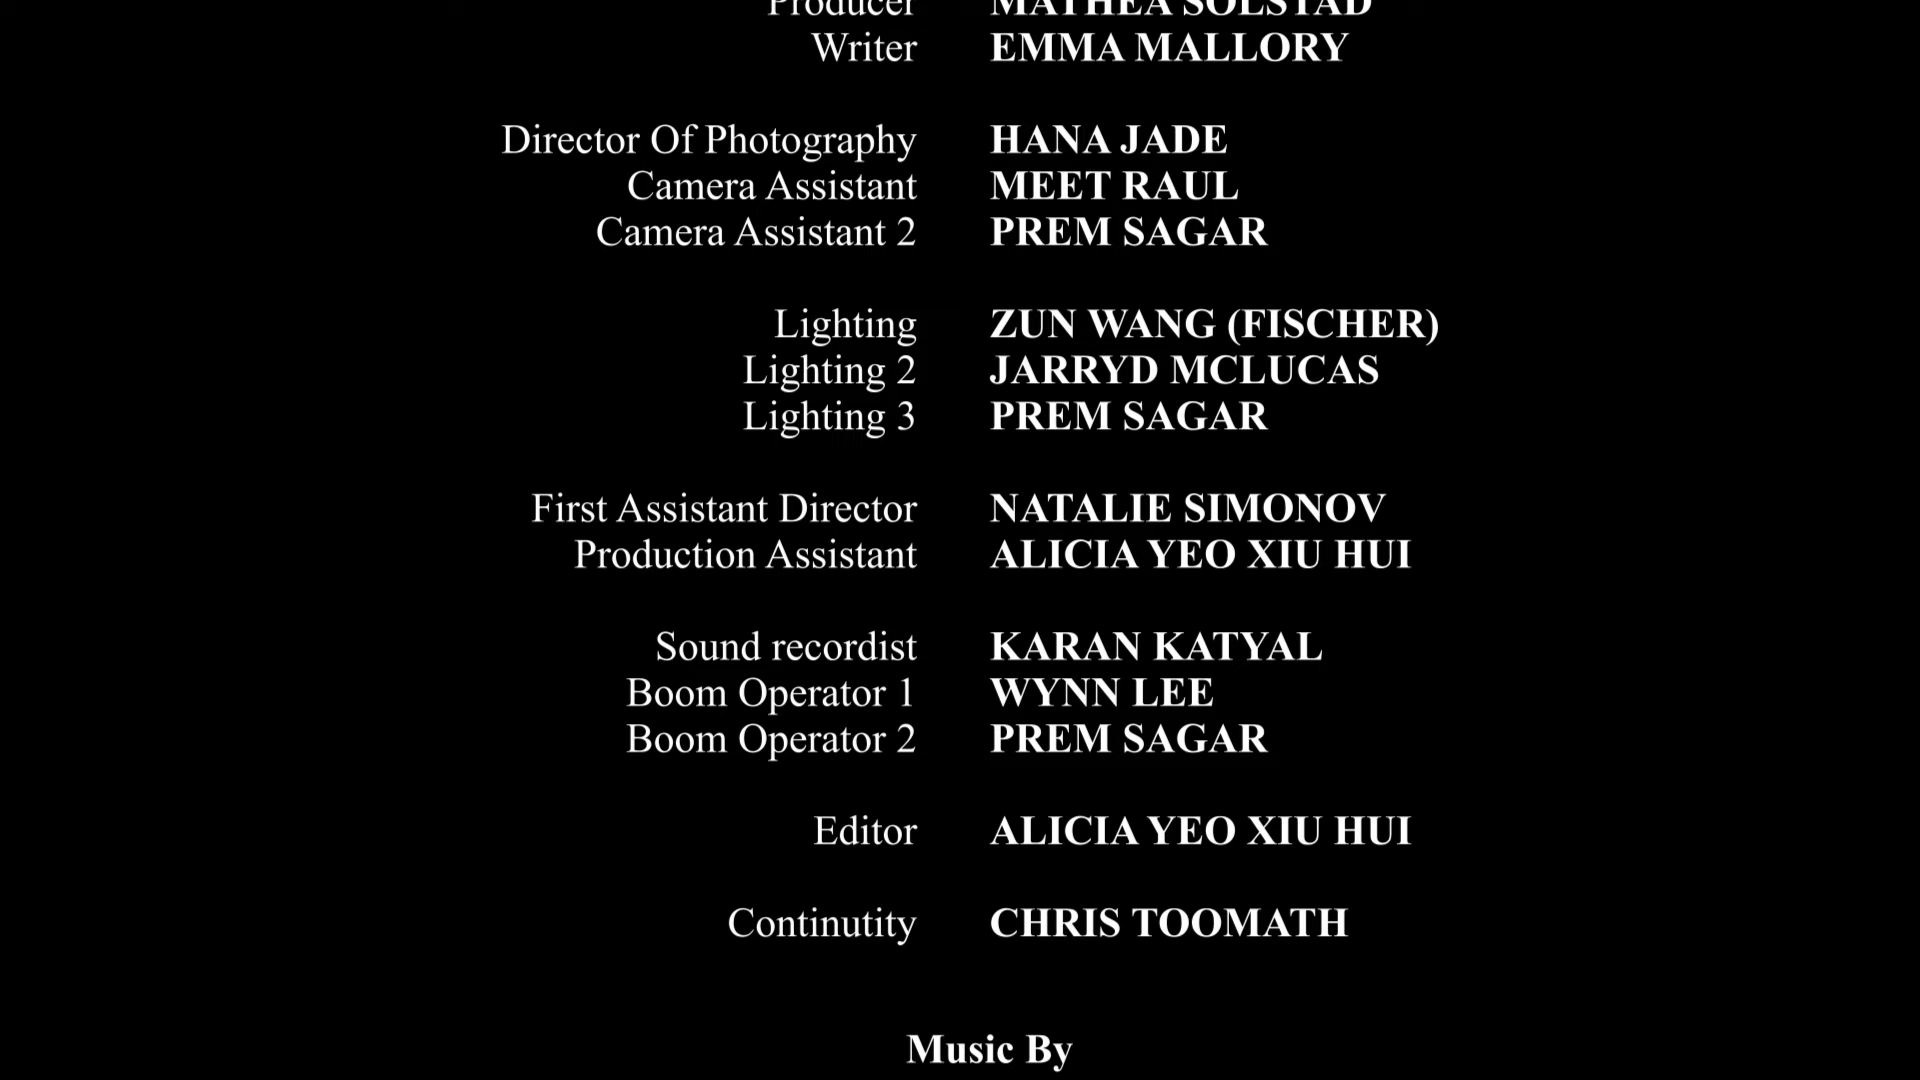 Producer MATHEA SOLSTAD
Writer EMMA MALLORY
Director Of Photography HANA JADE
Camera Assistant MEET RAUL
Camera Assistant 2 PREM SAGAR
Lighting ZUN WANG (FISCHER)
Lighting 2 JARRYD MCLUCAS
Lighting 3 PREM SAGAR
First Assistant Director NATALIE SIMONOV
Production Assistant ALICIA YEO XIU HUI
Sound recordist KARAN KATYAL
Boom Operator 1 WYNN LEE
Boom Operator 2 PREM SAGAR
Editor ALICIA YEO XIU HUI
Continutity CHRIS TOOMATH
Music By